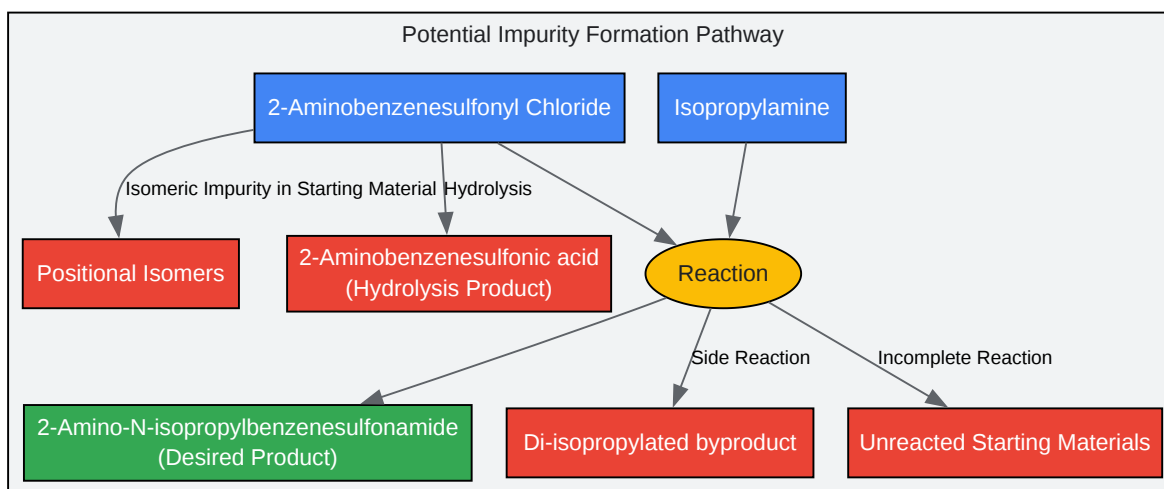 Potential Impurity Formation Pathway
2-Aminobenzenesulfonyl Chloride
Isopropylamine
Isomeric Impurity in Starting Material
Hydrolysis
Positional Isomers
2-Aminobenzenesulfonic acid
(Hydrolysis Product)
Reaction
Side Reaction
Incomplete Reaction
2-Amino-N-isopropylbenzenesulfonamide
(Desired Product)
Di-isopropylated byproduct
Unreacted Starting Materials